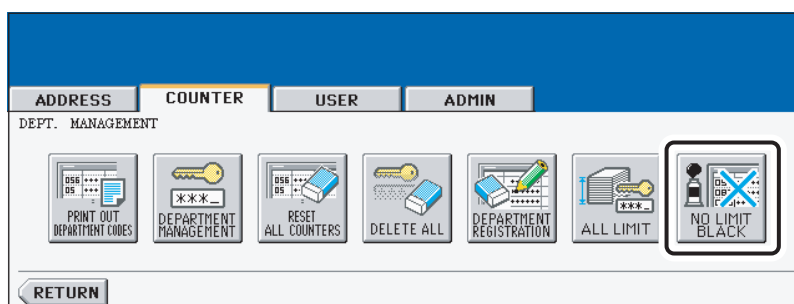 ADDRESS COUNTER USER ADMIN
DEPT. MANAGEMENT
PRINT OUT
DEPARTMENT CODES
***_
DEPARTMENT
MANAGEMENT
RESET
ALL COUNTERS
DELETE ALL
DEPARTMENT
REGISTRATION
***_
ALL LIMIT
NO LIMIT
BLACK
RETURN